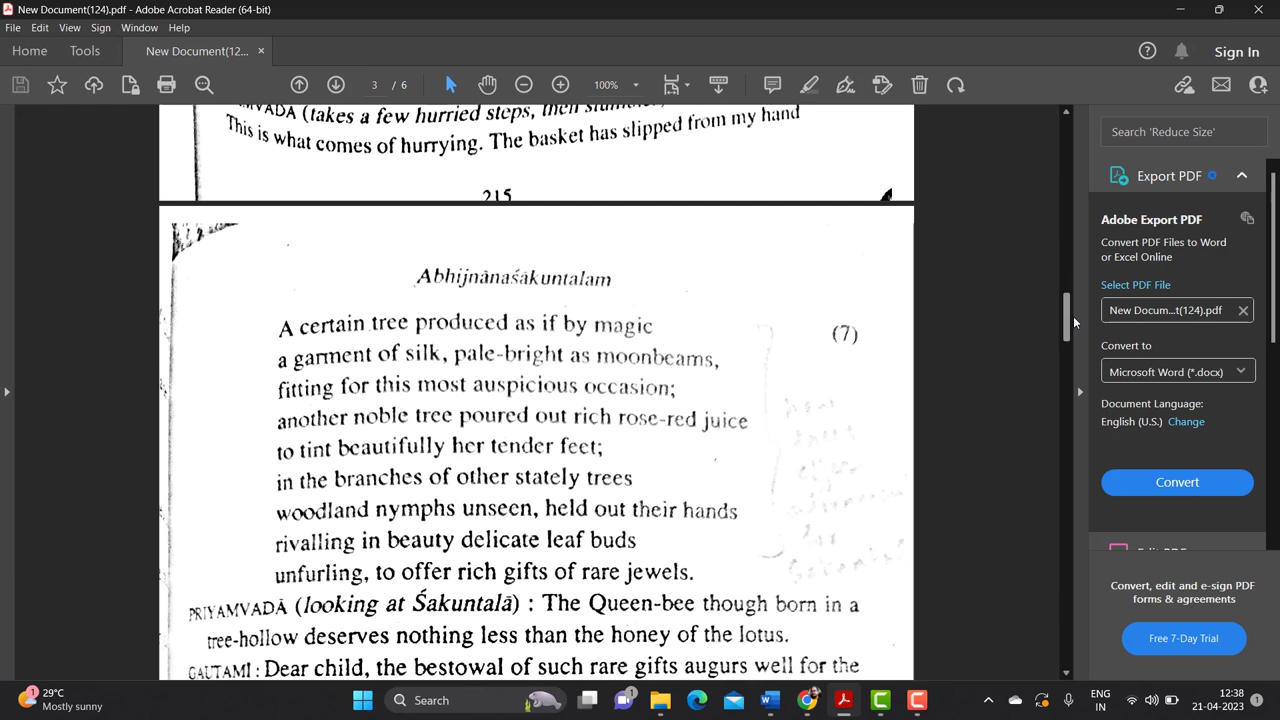 New Document(124).pdf - Adobe Acrobat Reader (64-bit)
File Edit View Sign Window Help
Home Tools New Document(12... × Sign In
3 / 6 100%
(takes a few hurried steps, then
This is what comes of hurrying. The basket has slipped from my hand
215
Abhijnānaśākuntalam
A certain tree produced as if by magic (7)
a garment of silk, pale-bright as moonbeams,
fitting for this most auspicious occasion;
another noble tree poured out rich rose-red juice
to tint beautifully her tender feet;
in the branches of other stately trees
woodland nymphs unseen, held out their hands
rivalling in beauty delicate leaf buds
unfurling, to offer rich gifts of rare jewels.
PRIYAMVADĀ (looking at Śakuntalā) : The Queen-bee though born in a
tree-hollow deserves nothing less than the honey of the lotus.
GAUTAMĪ : Dear child, the bestowal of such rare gifts augurs well for the
Search 'Reduce Size'
Export PDF
Adobe Export PDF
Convert PDF Files to Word
or Excel Online
Select PDF File
New Docum...t(124).pdf
Convert to
Microsoft Word (*.docx)
Document Language:
English (U.S.) Change
Convert
Convert, edit and e-sign PDF
forms & agreements
Free 7-Day Trial
1
29°C
Mostly sunny
Search
1
ENG
IN
12:38
21-04-2023
1